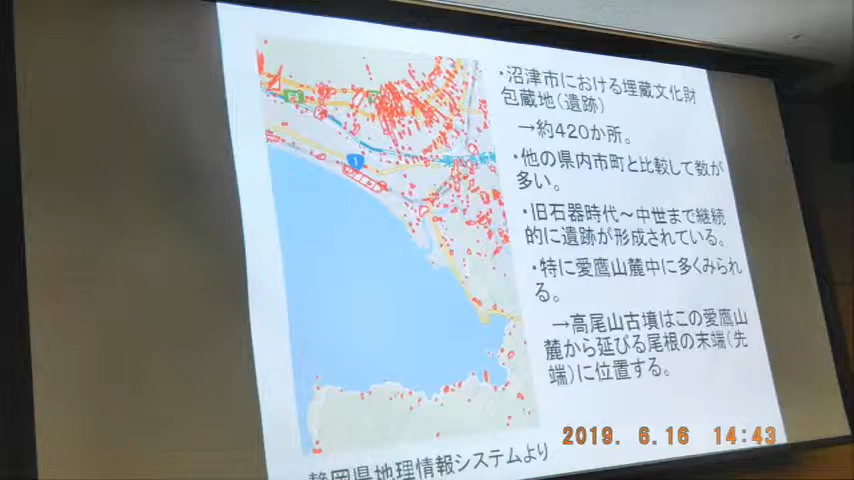 ・沼津市における埋蔵文化財
包蔵地(遺跡)
→約420か所。
・他の県内市町と比較して数が
多い。
・旧石器時代～中世まで継続
的に遺跡が形成されている。
・特に愛鷹山麓中に多くみられ
る。
→高尾山古墳はこの愛鷹山
麓から延びる尾根の末端(先
端)に位置する。
1
静岡県地理情報システムより
2019. 6.16 14:43